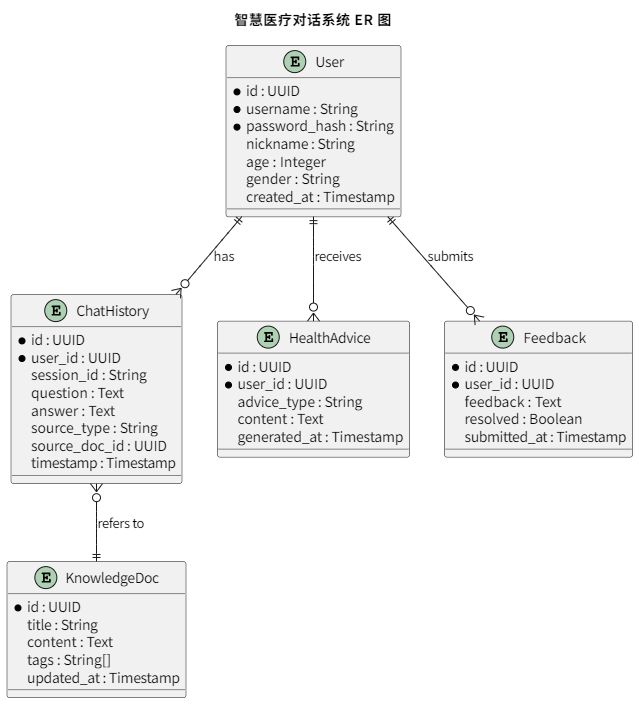 智慧医疗对话系统 ER 图
E User
id : UUID
username : String
password_hash : String
nickname : String
age : Integer
gender : String
created_at : Timestamp
has
receives
submits
E ChatHistory
id : UUID
user_id : UUID
session_id : String
question : Text
answer : Text
source_type : String
source_doc_id : UUID
timestamp : Timestamp
E HealthAdvice
id : UUID
user_id : UUID
advice_type : String
content : Text
generated_at : Timestamp
E Feedback
id : UUID
user_id : UUID
feedback : Text
resolved : Boolean
submitted_at : Timestamp
refers to
E KnowledgeDoc
id : UUID
title : String
content : Text
tags : String[]
updated_at : Timestamp